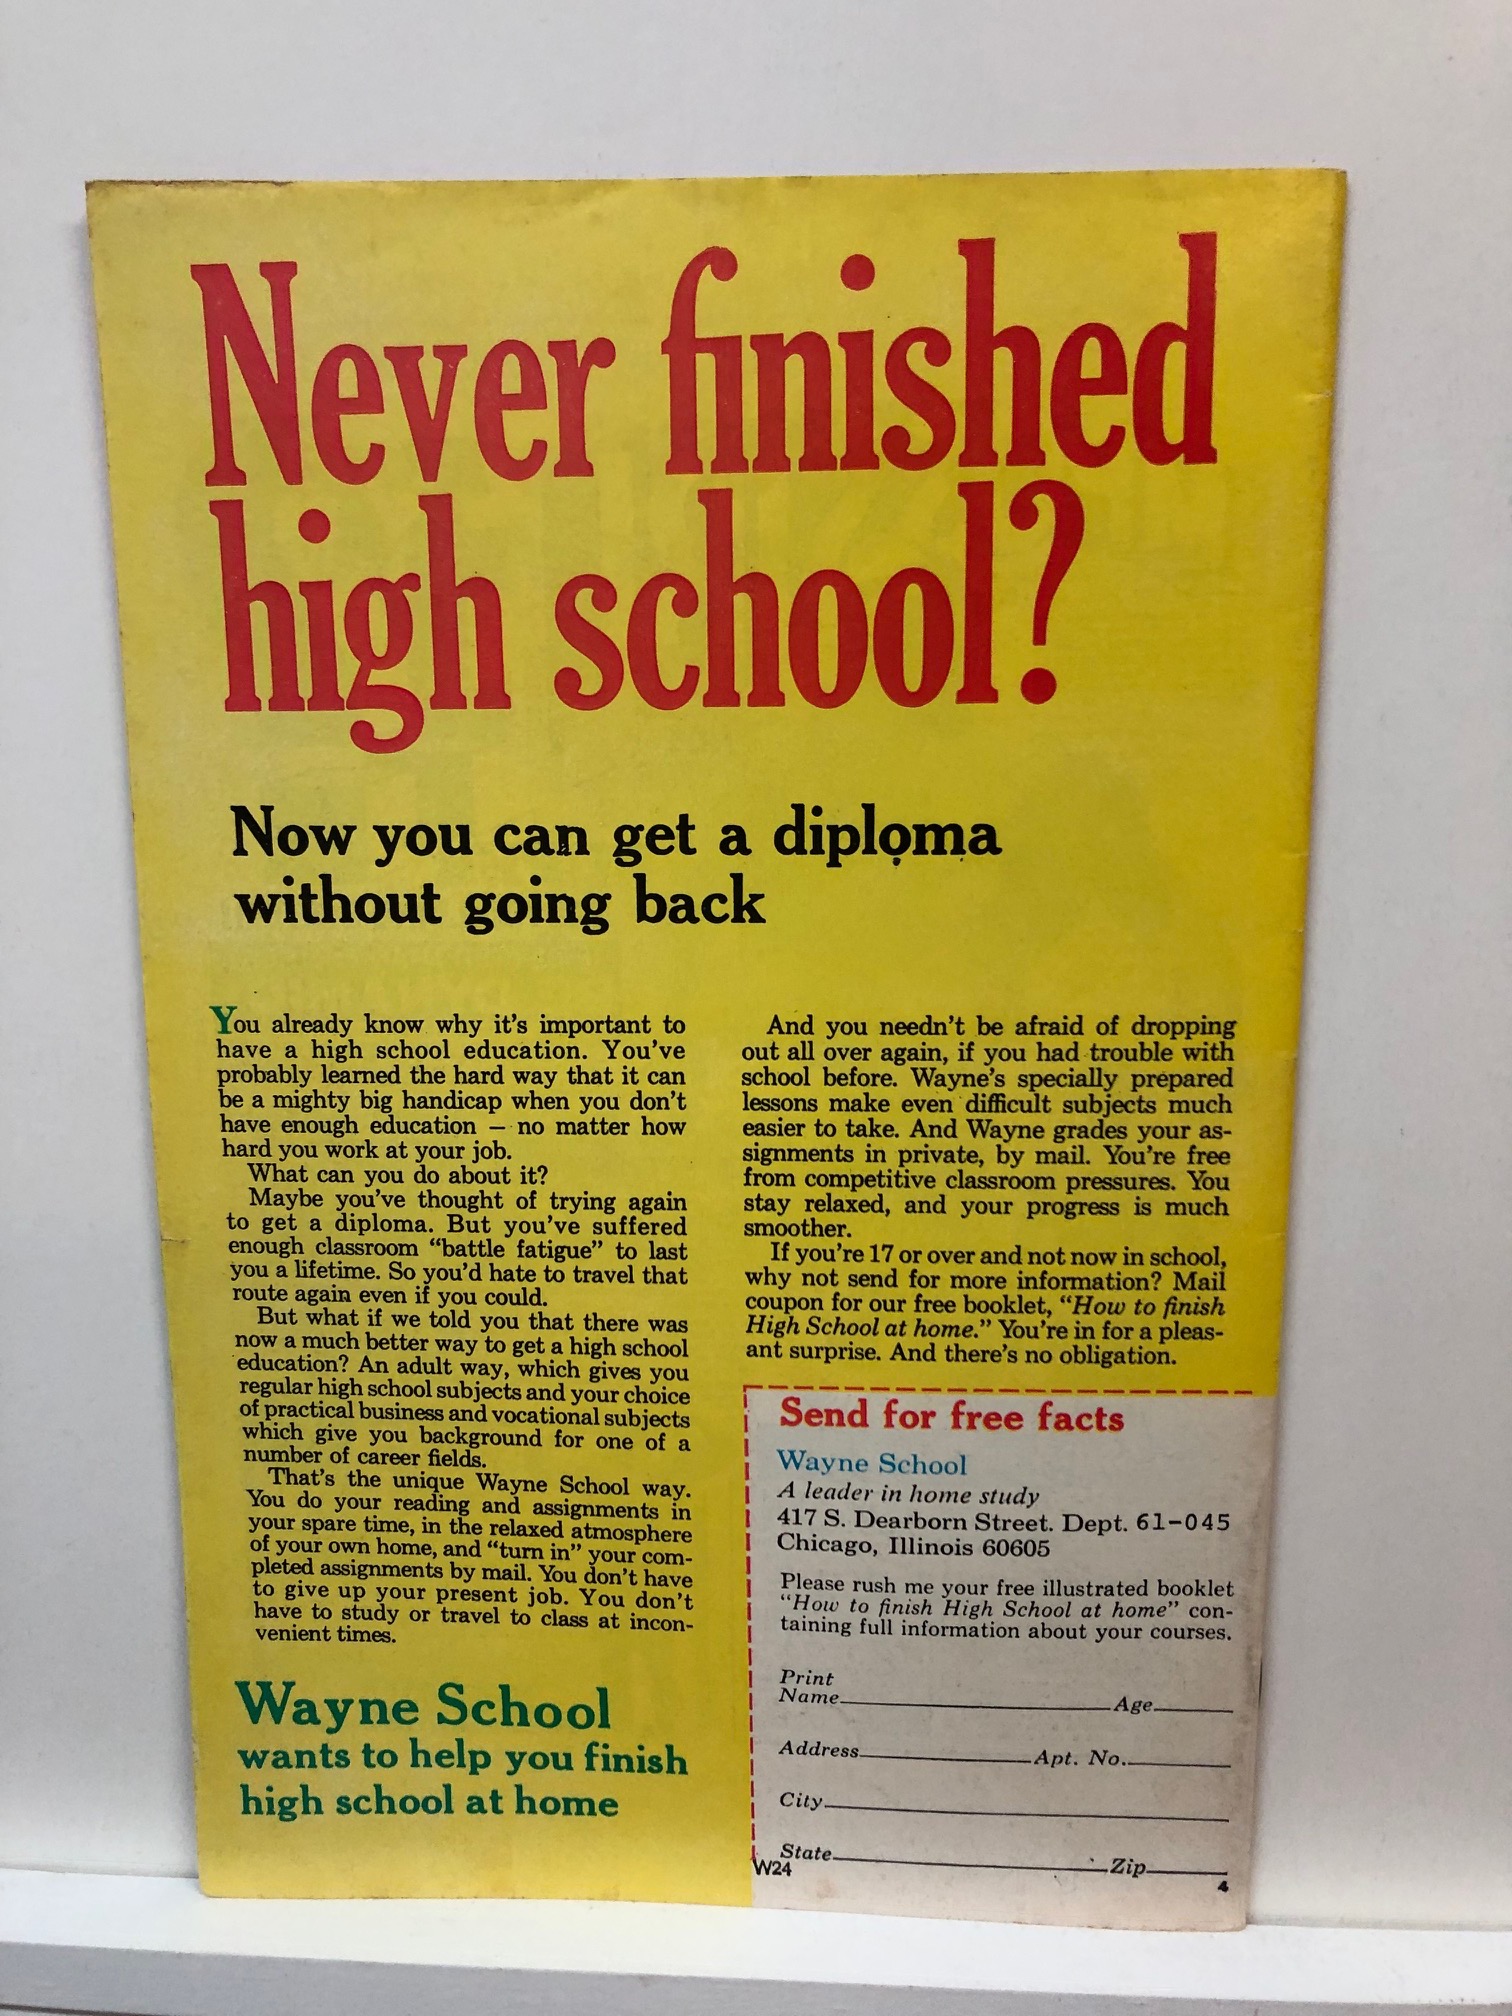 Never finished
high school?
Now you can get a diploma
without going back
You already know why it's important to
have a high school education. You've
probably learned the hard way that it can
be a mighty big handicap when you don't
have enough education — no matter how
hard you work at your job.
What can you do about it?
Maybe you've thought of trying again
to get a diploma. But you've suffered
enough classroom "battle fatigue" to last
you a lifetime. So you'd hate to travel that
route again even if you could.
But what if we told you that there was
now a much better way to get a high school
education? An adult way, which gives you
regular high school subjects and your choice
of practical business and vocational subjects
which give you background for one of a
number of career fields.
That's the unique Wayne School way.
You do your reading and assignments in
your spare time, in the relaxed atmosphere
of your own home, and "turn in" your com-
pleted assignments by mail. You don't have
to give up your present job. You don't
have to study or travel to class at incon-
venient times.
Wayne School
wants to help you finish
high school at home
And you needn't be afraid of dropping
out all over again, if you had trouble with
school before. Wayne's specially prepared
lessons make even difficult subjects much
easier to take. And Wayne grades your as-
signments in private, by mail. You're free
from competitive classroom pressures. You
stay relaxed, and your progress is much
smoother.
If you're 17 or over and not now in school,
why not send for more information? Mail
coupon for our free booklet, "How to finish
High School at home." You're in for a pleas-
ant surprise. And there's no obligation.
Send for free facts
Wayne School
A leader in home study
417 S. Dearborn Street. Dept. 61-045
Chicago, Illinois 60605
Please rush me your free illustrated booklet
"How to finish High School at home" con-
taining full information about your courses.
Print
Name Age
Address Apt. No.
City
State Zip
W24
4